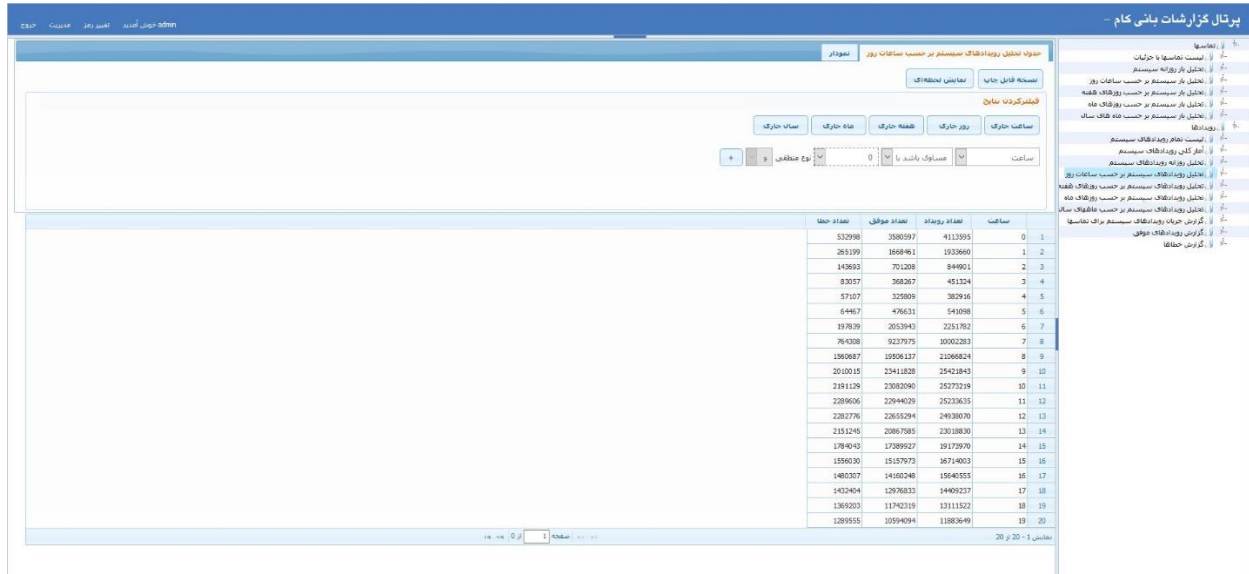 پرتال گزارشات بانی کام -
admin خوش آمدید تغییر رمز مدیریت خروج
تماسها
لیست تماسها با جزئیات
تحلیل بار روزانه سیستم
تحلیل بار سیستم بر حسب ساعات روز
تحلیل بار سیستم بر حسب روزهای هفته
تحلیل بار سیستم بر حسب روزهای ماه
تحلیل بار سیستم بر حسب ماه های سال
رویدادها
لیست تمام رویدادهای سیستم
آمار کلی رویدادهای سیستم
تحلیل روزانه رویدادهای سیستم
تحلیل رویدادهای سیستم بر حسب ساعات روز
تحلیل رویدادهای سیستم بر حسب روزهای هفته
تحلیل رویدادهای سیستم بر حسب روزهای ماه
تحلیل رویدادهای سیستم بر حسب ماههای سال
گزارش جریان رویدادهای سیستم برای تماسها
گزارش رویدادهای موفق
گزارش خطاها
جدول تحلیل رویدادهای سیستم بر حسب ساعات روز نمودار
نسخه قابل چاپ نمایش لحظه‌ای
فیلترکردن نتایج
ساعت جاری روز جاری هفته جاری ماه جاری سال جاری
ساعت مساوی باشد با 0 نوع منطقی و - +
ساعت تعداد رویداد تعداد موفق تعداد خطا
1 0 4113595 3580597 532998
2 1 1933660 1668461 265199
3 2 844901 701208 143693
4 3 451324 368267 83057
5 4 382916 325809 57107
6 5 541098 476631 64467
7 6 2251782 2053943 197839
8 7 10002283 9237975 764308
9 8 21066824 19506137 1560687
10 9 25421843 23411828 2010015
11 10 25273219 23082090 2191129
12 11 25233635 22944029 2289606
13 12 24938070 22655294 2282776
14 13 23018830 20867585 2151245
15 14 19173970 17389927 1784043
16 15 16714003 15157973 1556030
17 16 15640555 14160248 1480307
18 17 14409237 12976833 1432404
19 18 13111522 11742319 1369203
20 19 11883649 10594094 1289555
نمایش 1 - 20 از 20 صفحه 1 از 0